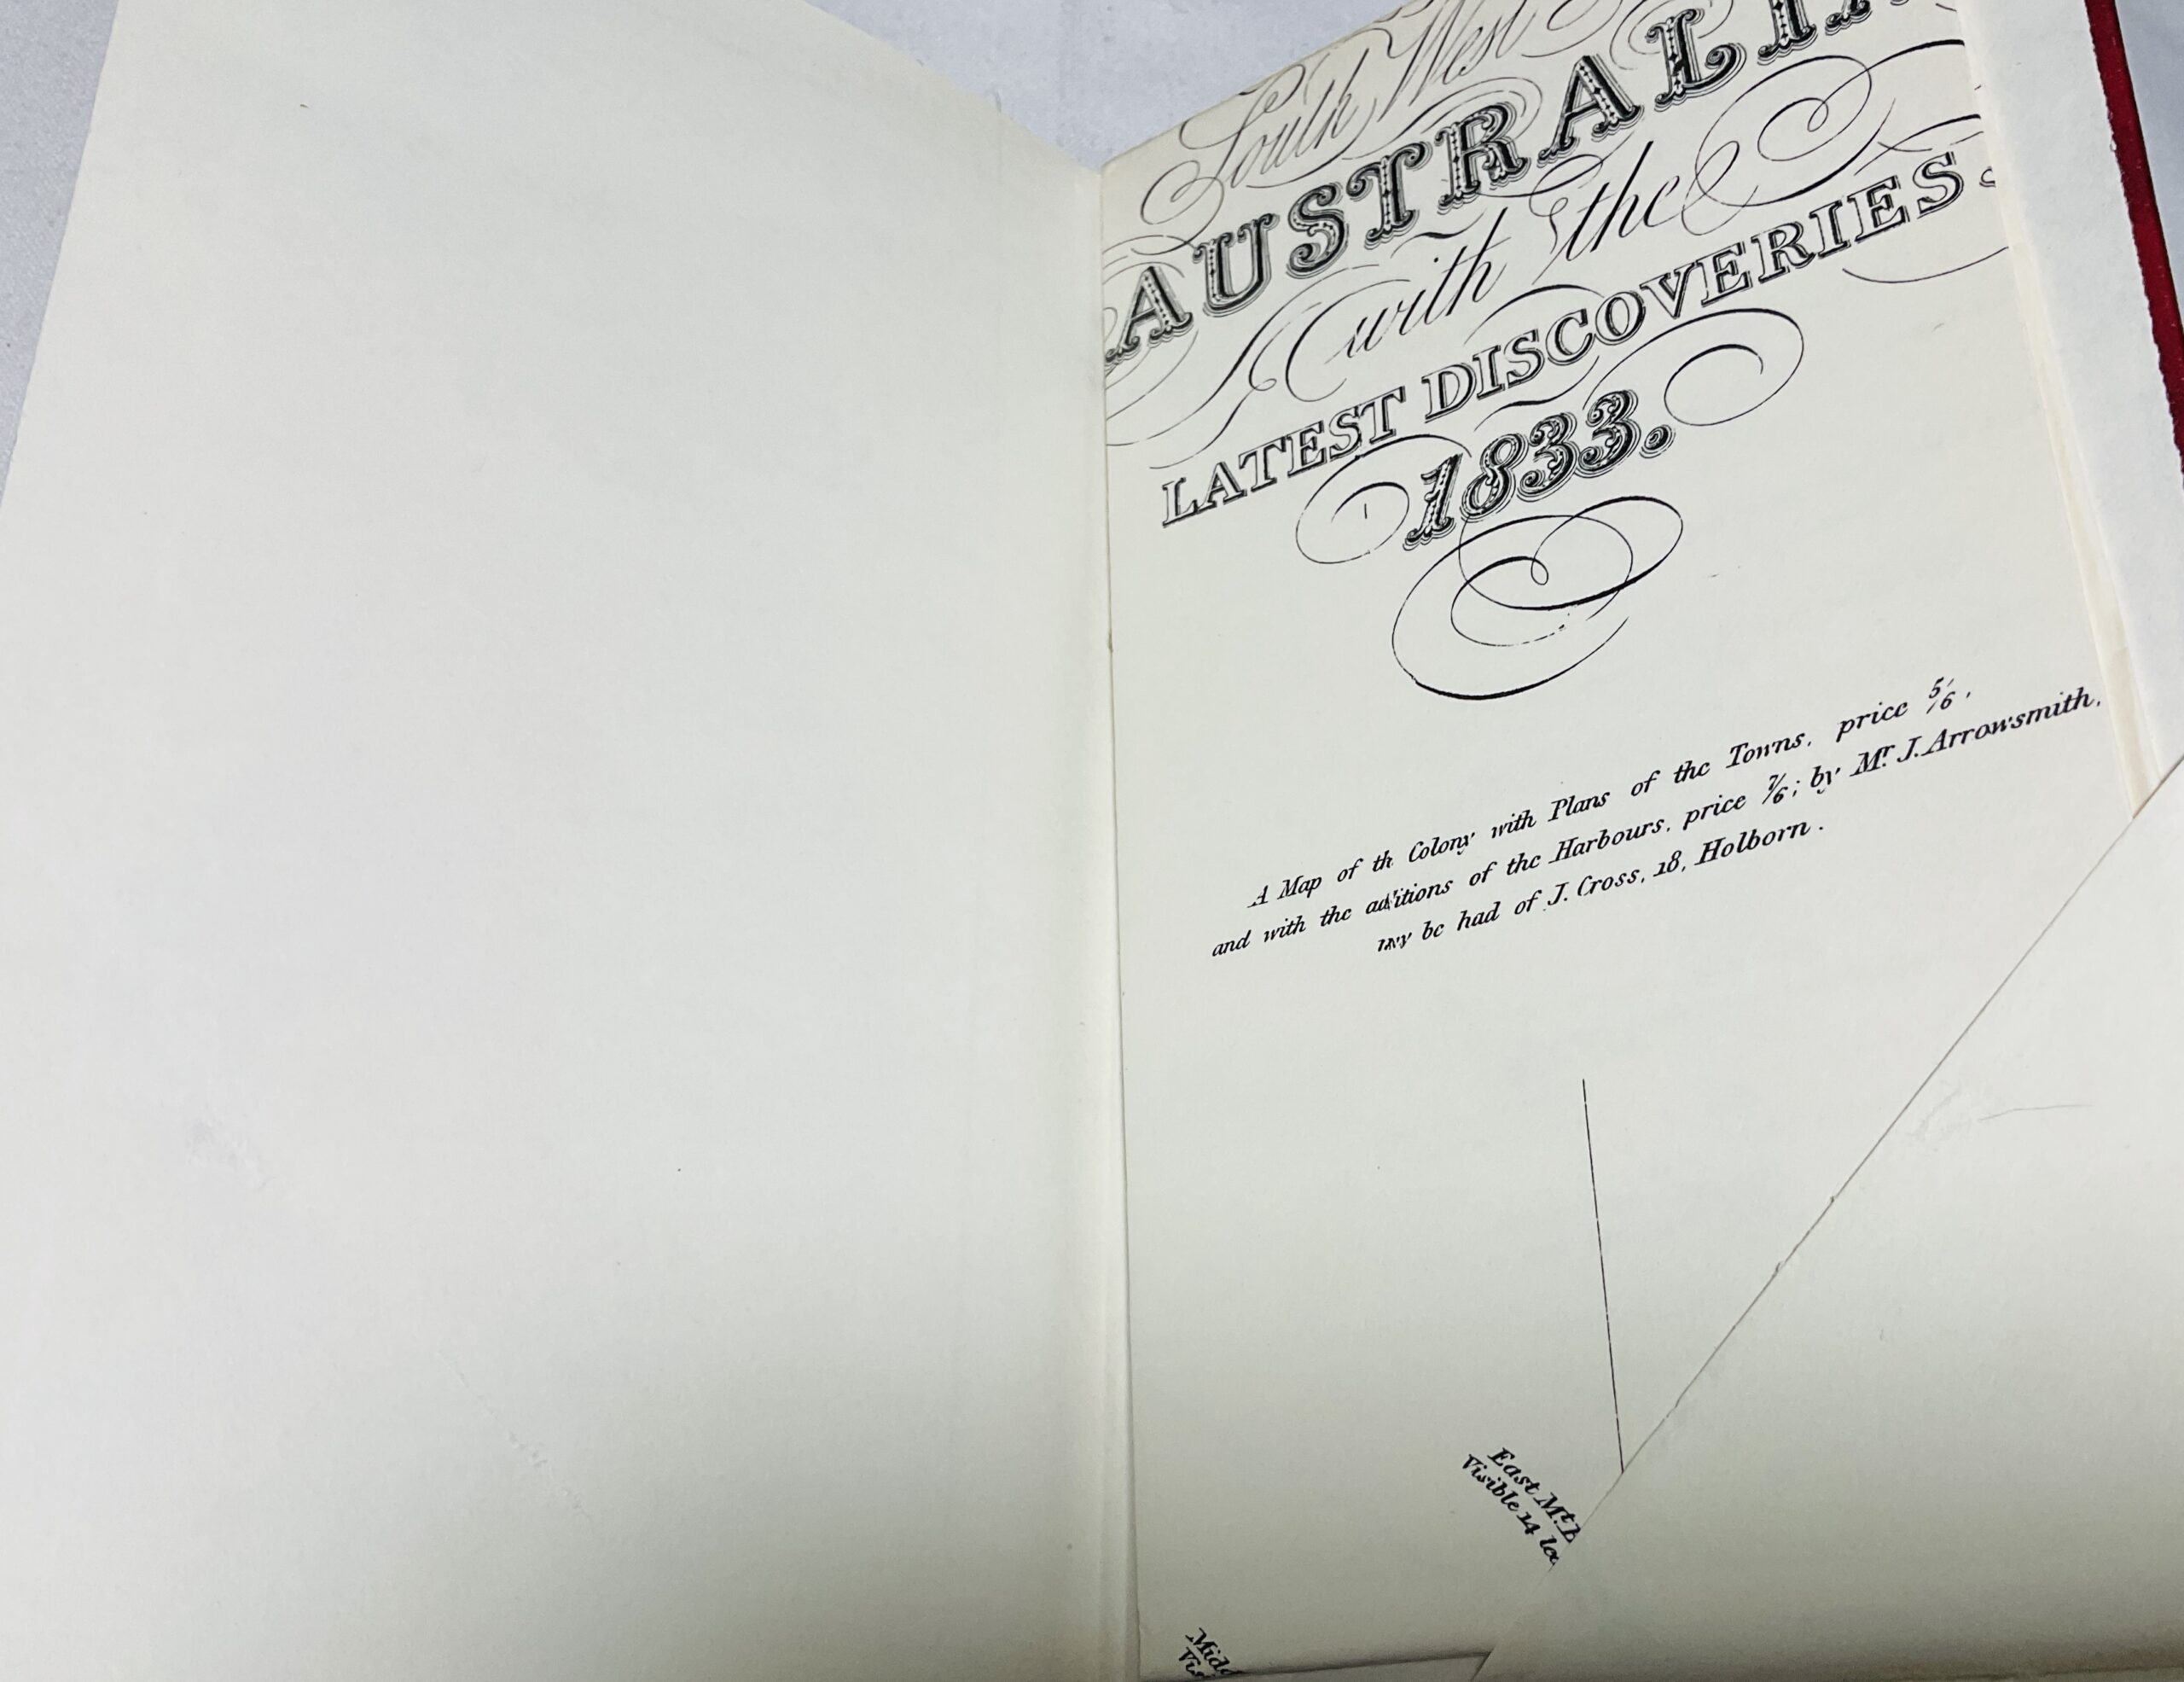 South West
AUSTRALIA
with the
LATEST DISCOVERIES
1833.
A Map of th Colony with Plans of the Towns, price 5/6,
and with the additions of the Harbours, price 7/6; by Mr. J. Arrowsmith,
may be had of J. Cross, 18, Holborn.
East Mt.
Visible 14